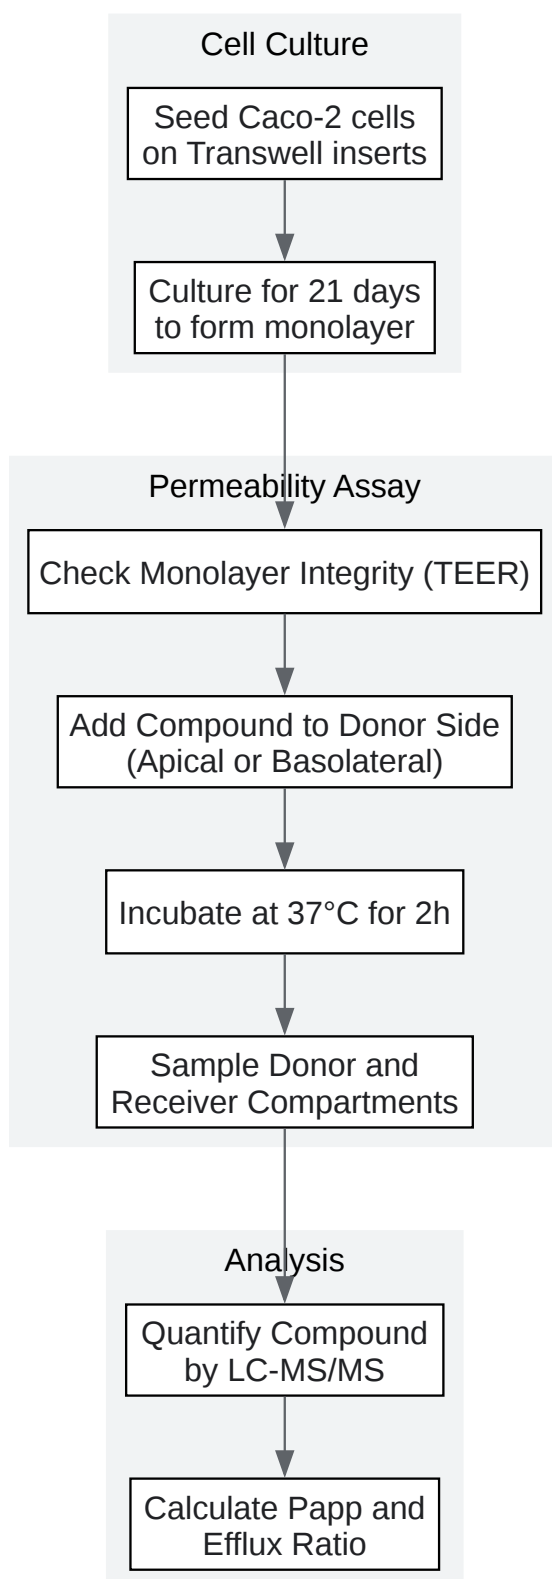 Cell Culture
Seed Caco-2 cells
on Transwell inserts
Culture for 21 days
to form monolayer
Permeability Assay
Check Monolayer Integrity (TEER)
Add Compound to Donor Side
(Apical or Basolateral)
Incubate at 37°C for 2h
Sample Donor and
Receiver Compartments
Analysis
Quantify Compound
by LC-MS/MS
Calculate Papp and
Efflux Ratio